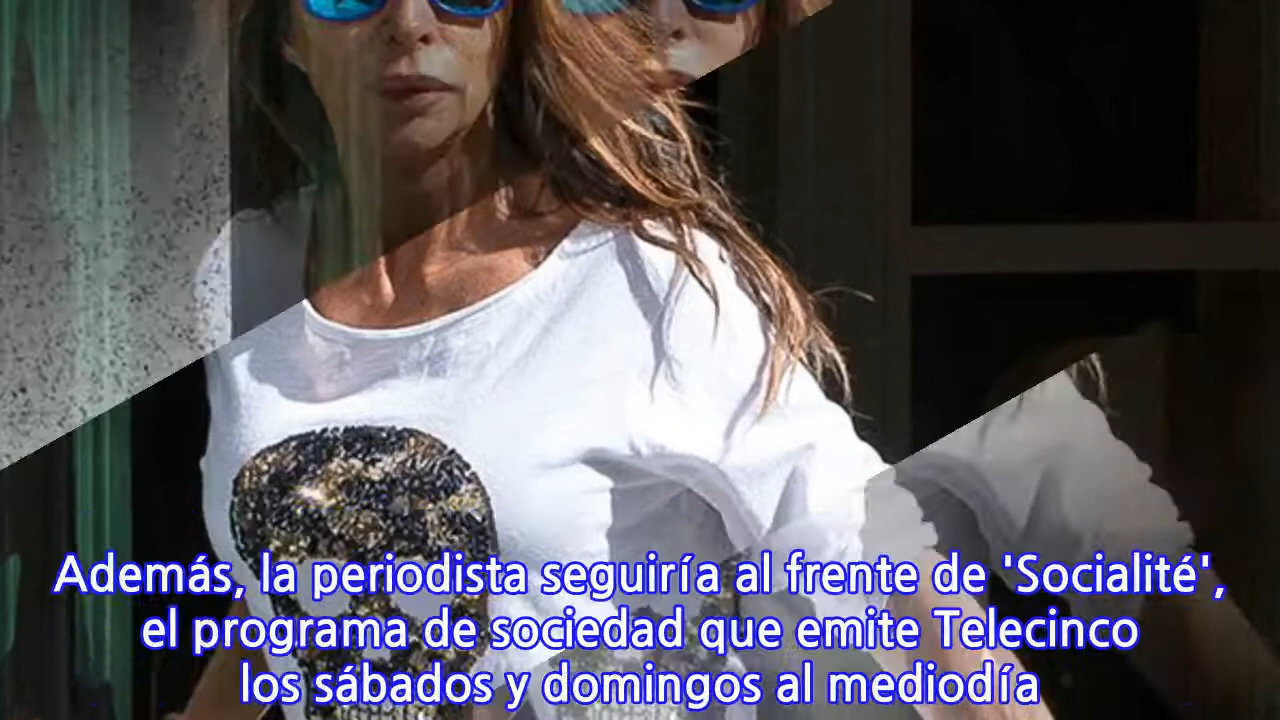 Además, la periodista seguiría al frente de 'Socialité',
el programa de sociedad que emite Telecinco
los sábados y domingos al mediodía